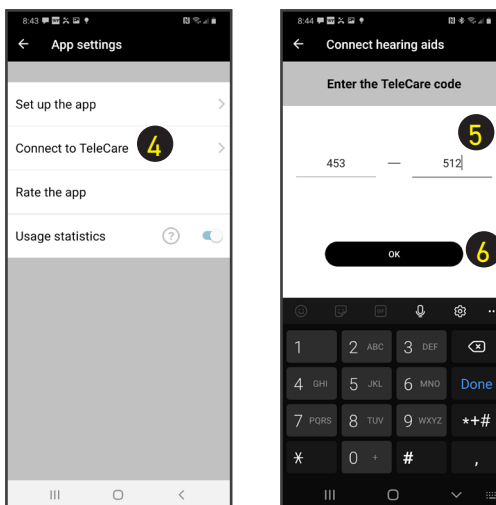 8:43
App settings
Set up the app
Connect to TeleCare 4
Rate the app
Usage statistics ?
8:44
Connect hearing aids
Enter the TeleCare code
5
453 — 512
OK
6
GIF
1 2 ABC 3 DEF
4 GHI 5 JKL 6 MNO Done
7 PQRS 8 TUV 9 WXYZ *+#
* 0 + # ,